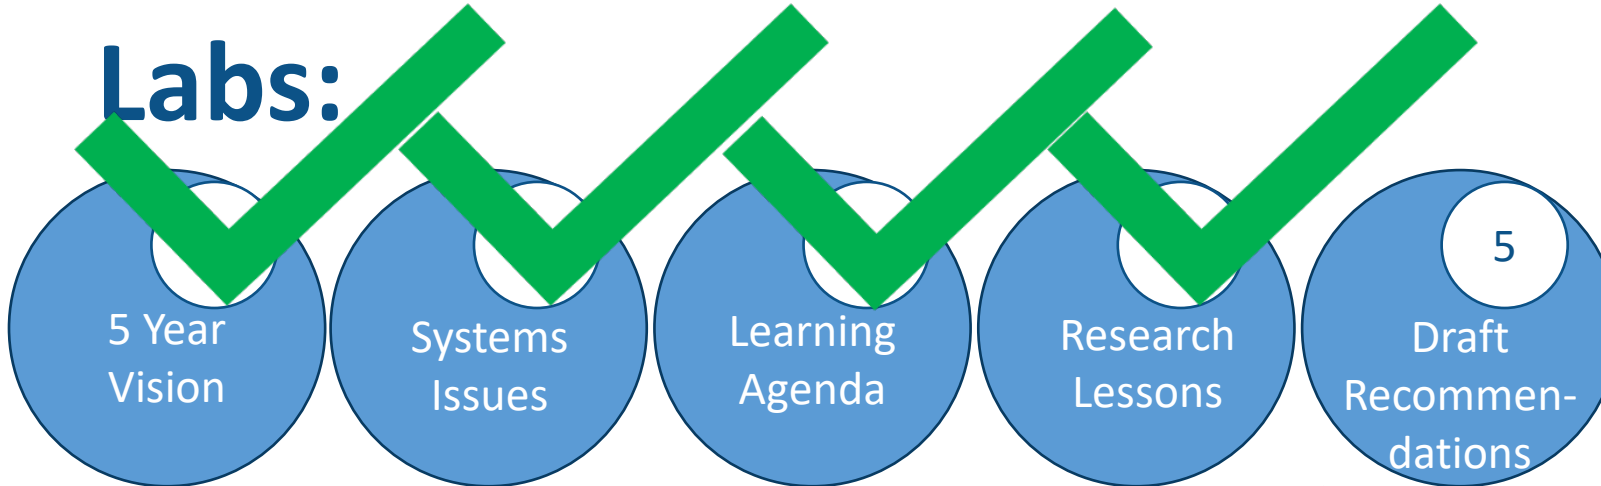 Labs:
5 Year
Vision
Systems
Issues
Learning
Agenda
Research
Lessons
5
Draft
Recommen-
dations